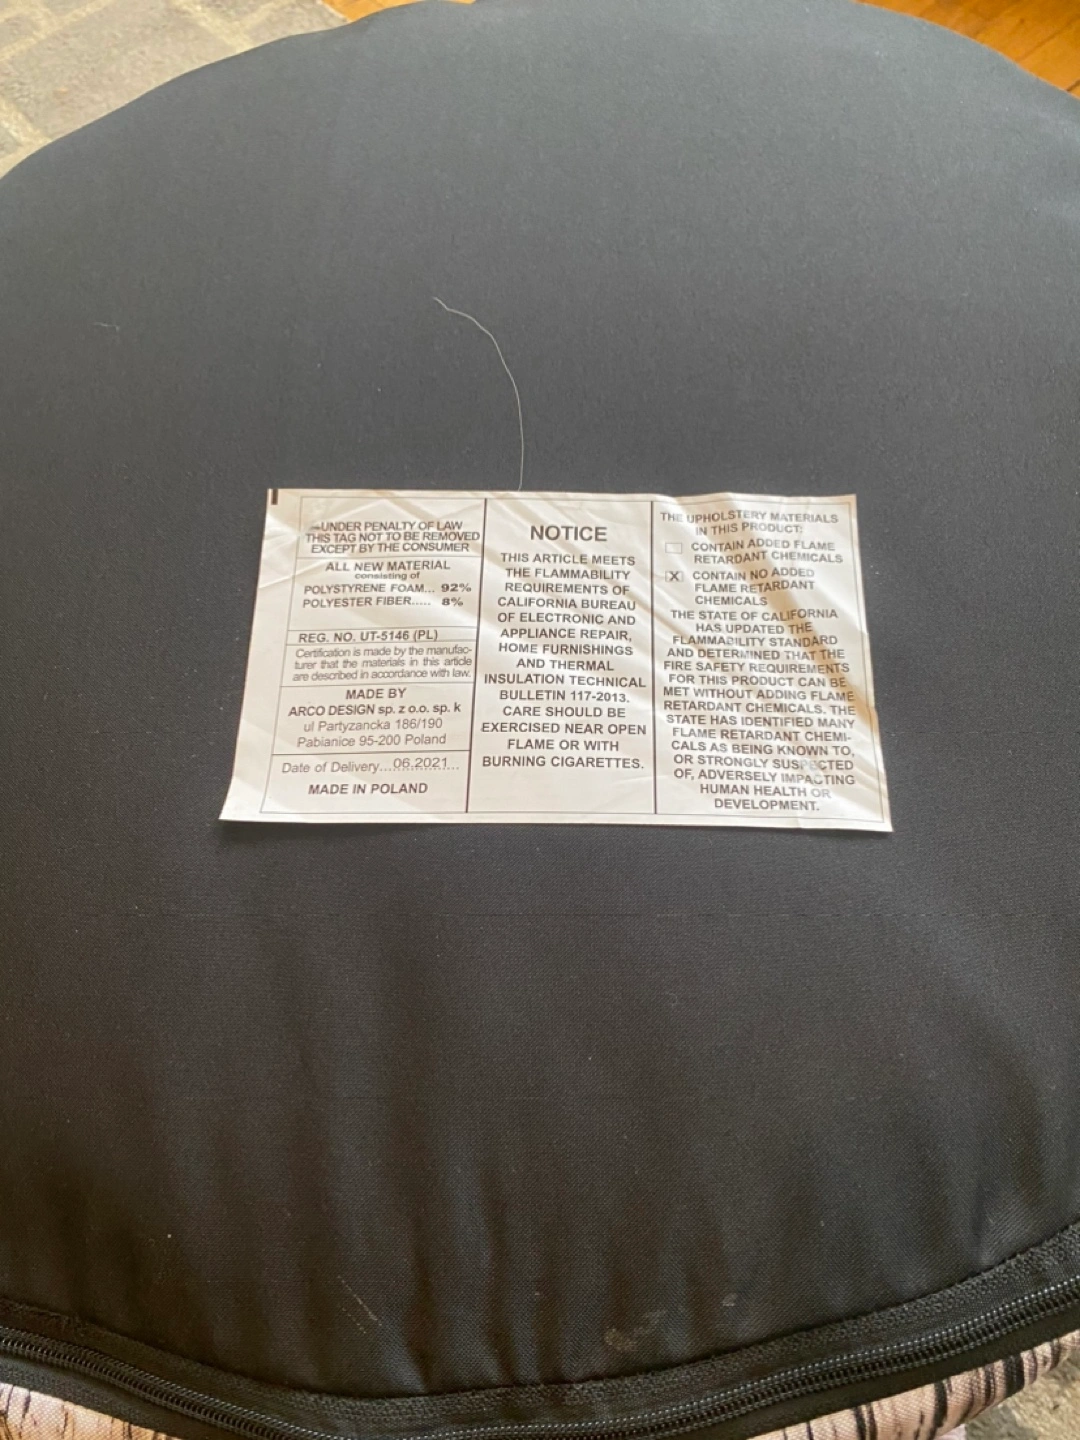 UNDER PENALTY OF LAW
THIS TAG NOT TO BE REMOVED
EXCEPT BY THE CONSUMER
ALL NEW MATERIAL
consisting of
POLYSTYRENE FOAM... 92%
POLYESTER FIBER..... 8%
REG. NO. UT-5146 (PL)
Certification is made by the manufac-
turer that the materials in this article
are described in accordance with law.
MADE BY
ARCO DESIGN sp. z o.o. sp. k
ul Partyzancka 186/190
Pabianice 95-200 Poland
Date of Delivery...06.2021...
MADE IN POLAND
NOTICE
THIS ARTICLE MEETS
THE FLAMMABILITY
REQUIREMENTS OF
CALIFORNIA BUREAU
OF ELECTRONIC AND
APPLIANCE REPAIR,
HOME FURNISHINGS
AND THERMAL
INSULATION TECHNICAL
BULLETIN 117-2013.
CARE SHOULD BE
EXERCISED NEAR OPEN
FLAME OR WITH
BURNING CIGARETTES.
THE UPHOLSTERY MATERIALS
IN THIS PRODUCT:
CONTAIN ADDED FLAME
RETARDANT CHEMICALS
X CONTAIN NO ADDED
FLAME RETARDANT
CHEMICALS
THE STATE OF CALIFORNIA
HAS UPDATED THE
FLAMMABILITY STANDARD
AND DETERMINED THAT THE
FIRE SAFETY REQUIREMENTS
FOR THIS PRODUCT CAN BE
MET WITHOUT ADDING FLAME
RETARDANT CHEMICALS. THE
STATE HAS IDENTIFIED MANY
FLAME RETARDANT CHEMI-
CALS AS BEING KNOWN TO,
OR STRONGLY SUSPECTED
OF, ADVERSELY IMPACTING
HUMAN HEALTH OR
DEVELOPMENT.